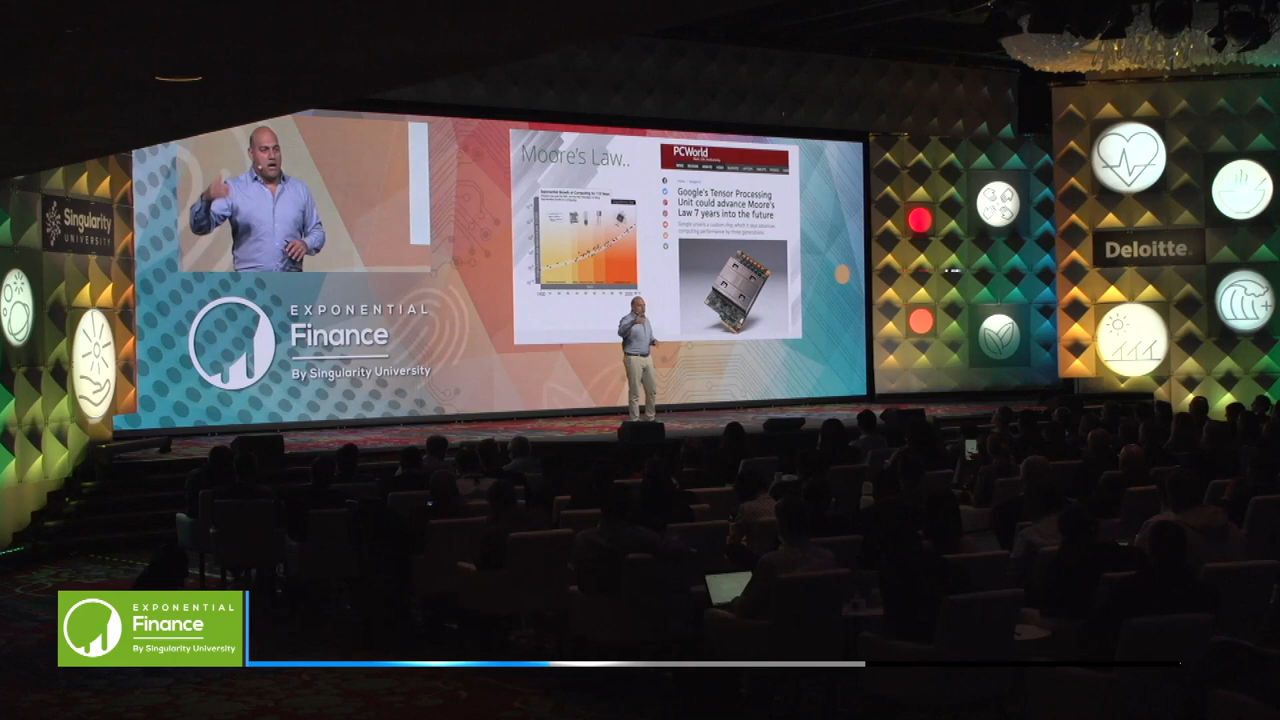 Singularity
UNIVERSITY
EXPONENTIAL
Finance
By Singularity University
Moore's Law..
PCWorld
Google's Tensor Processing
Unit could advance Moore's
Law 7 years into the future
Deloitte.
EXPONENTIAL
Finance
By Singularity University